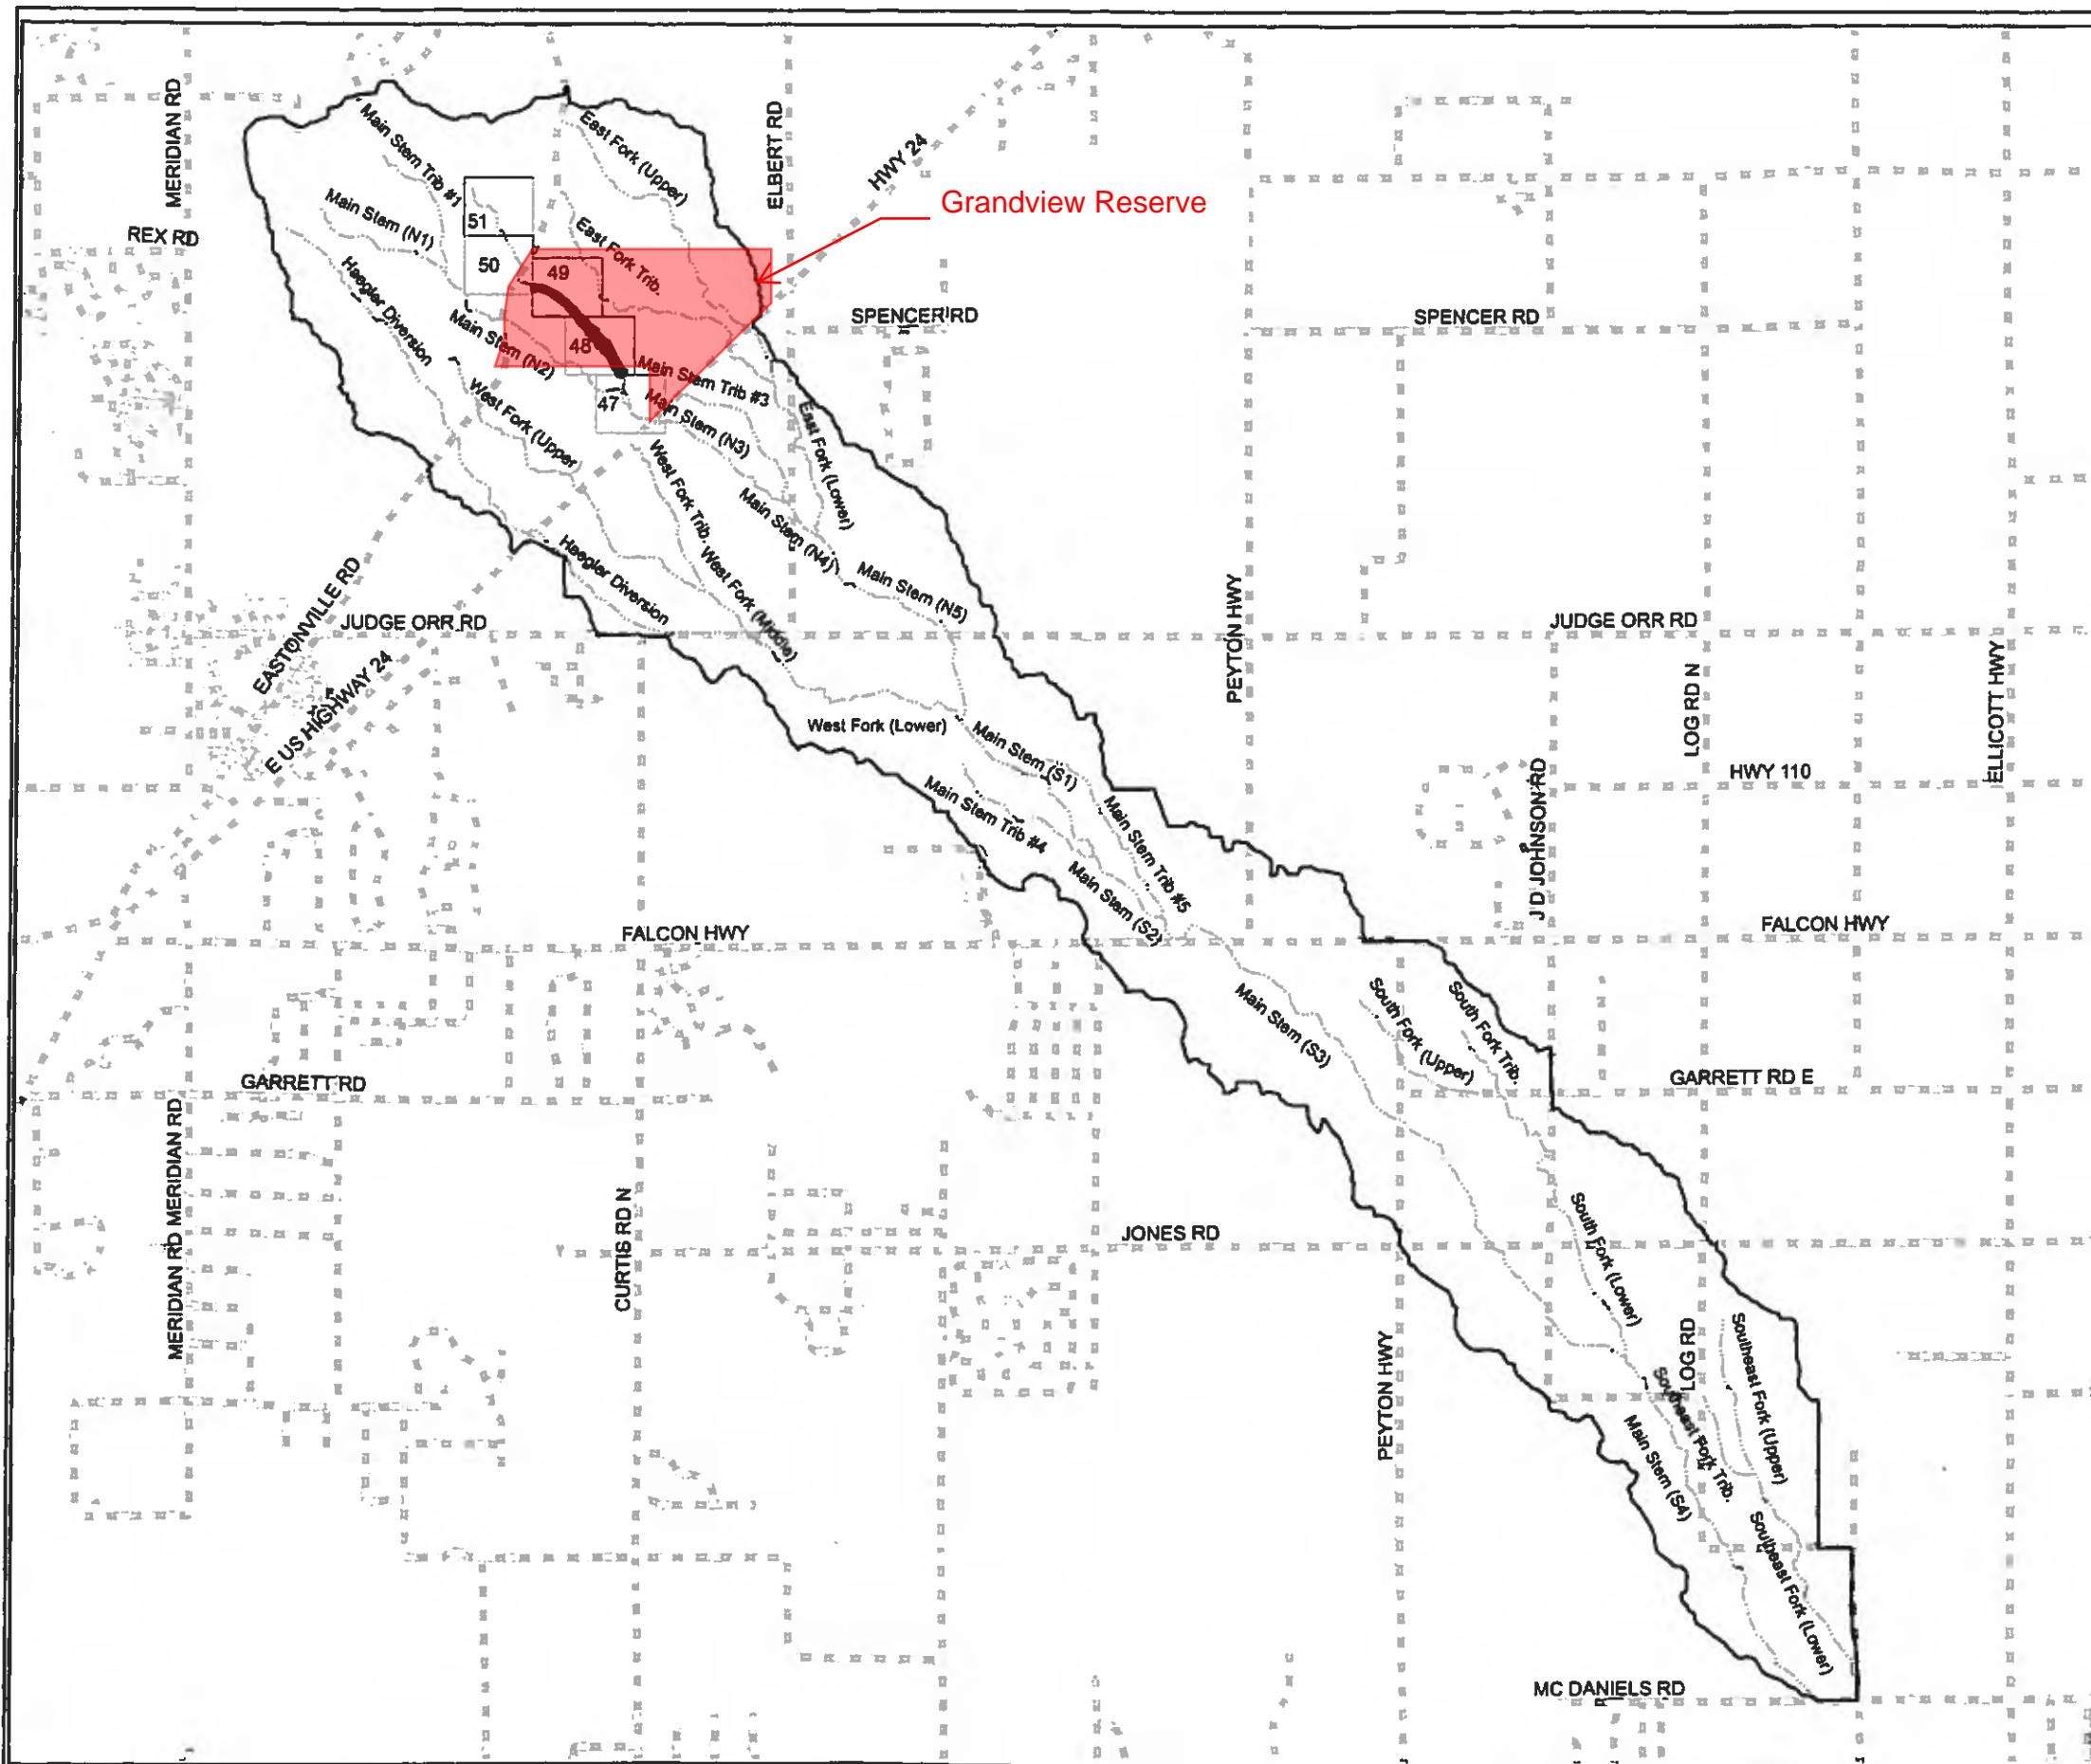 MERIDIAN RD
ELBERT RD
HWY 24
Main Stem Trib #1
East Fork (Upper)
Grandview Reserve
Main Stem (N1)
REX RD
51
East Fork Trib.
50
49
Haegler Diversion
SPENCER RD
SPENCER RD
Main Stem (N2)
48
Main Stem Trib #3
West Fork (Upper
47
Main Stem (N3)
East Fork (Lower)
West Fork Trib.
Main Stem (N4)
Haegler Diversion
West Fork (Middle)
Main Stem (N5)
EASTONVILLE RD
JUDGE ORR RD
PEYTON HWY
JUDGE ORR RD
E US HIGHWAY 24
LOG RD N
ELLICOTT HWY
West Fork (Lower)
Main Stem (S1)
HWY 110
Main Stem Trib #4
Main Stem Trib #5
J D JOHNSON RD
Main Stem (S2)
FALCON HWY
FALCON HWY
Main Stem (S3)
South Fork (Upper)
South Fork Trib.
GARRETT RD
GARRETT RD E
MERIDIAN RD MERIDIAN RD
CURTIS RD N
JONES RD
South Fork (Lower)
PEYTON HWY
LOG RD
Southeast Fork (Upper)
Southeast Fork Trib.
Main Stem (S4)
Southeast Fork (Lower)
MC DANIELS RD